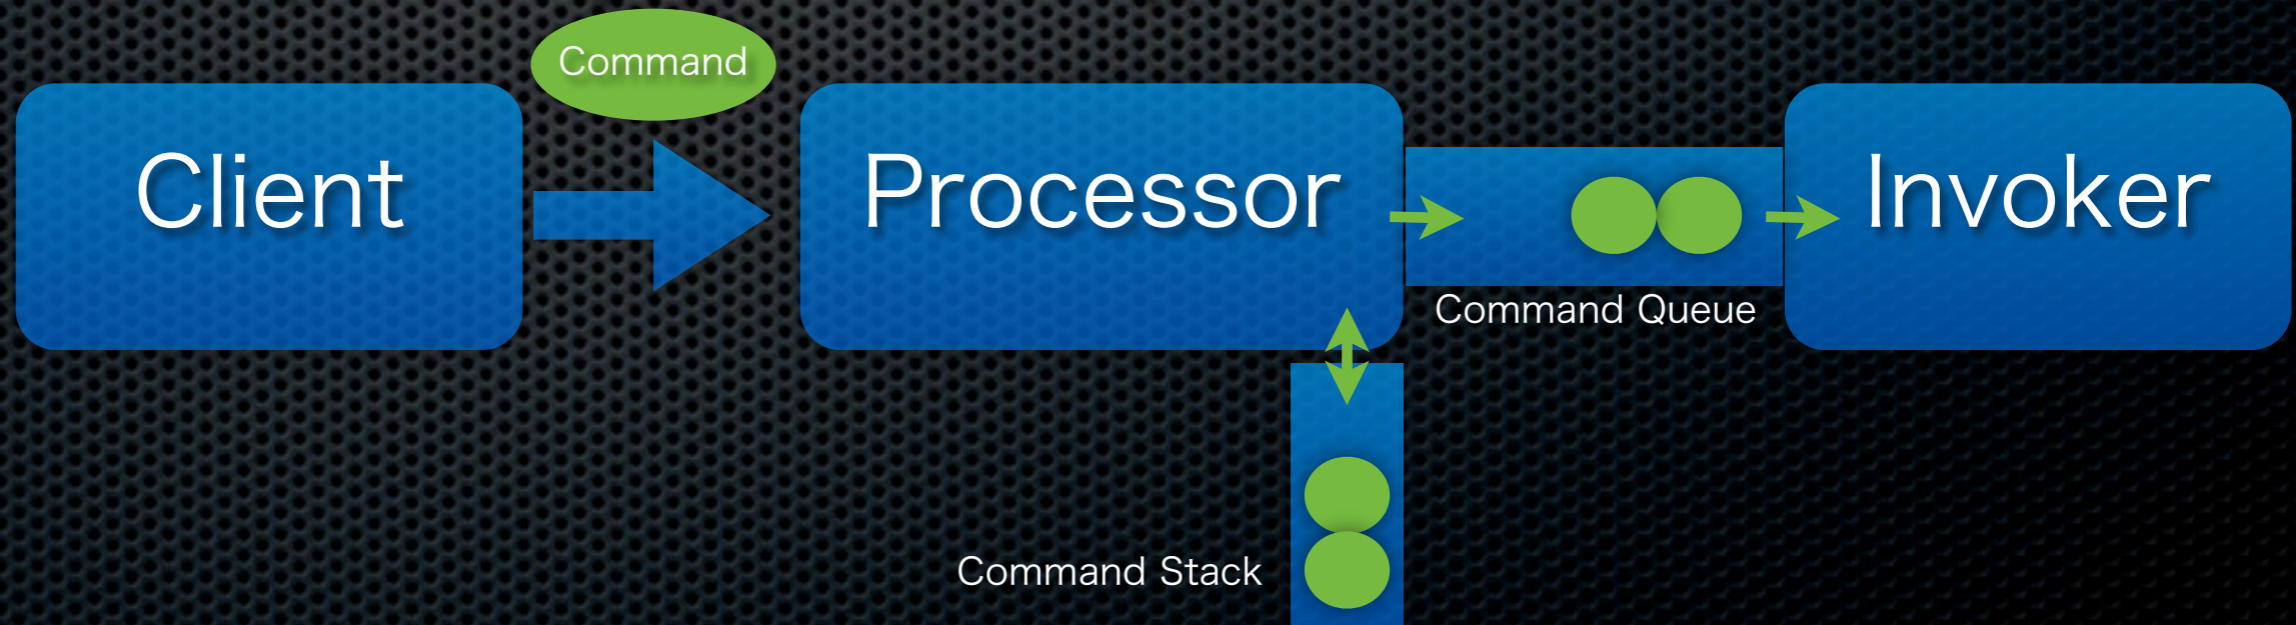 Command
Client
Processor
Invoker
Command Queue
Command Stack